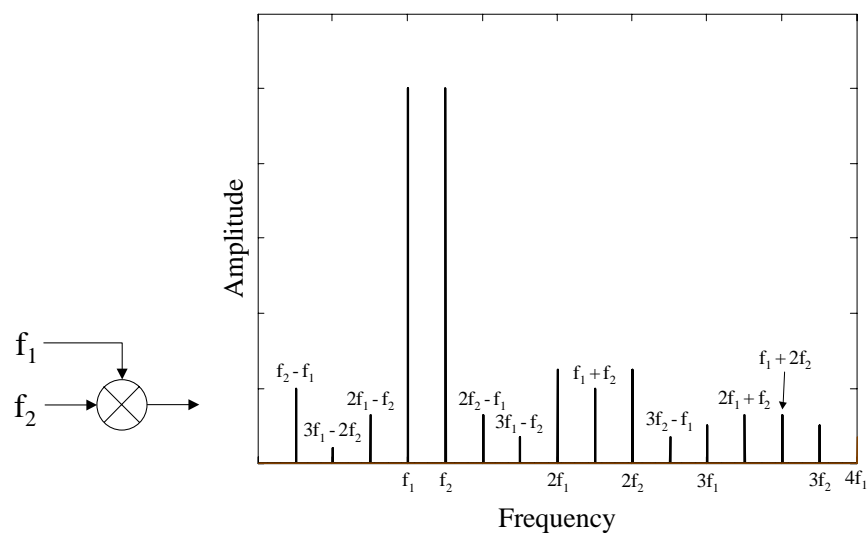 f₁
f₂
Amplitude
f₂ - f₁
3f₁ - 2f₂
2f₁ - f₂
2f₂ - f₁
3f₁ - f₂
f₁ + f₂
3f₂ - f₁
2f₁ + f₂
f₁ + 2f₂
f₁
f₂
2f₁
2f₂
3f₁
3f₂
4f₁
Frequency